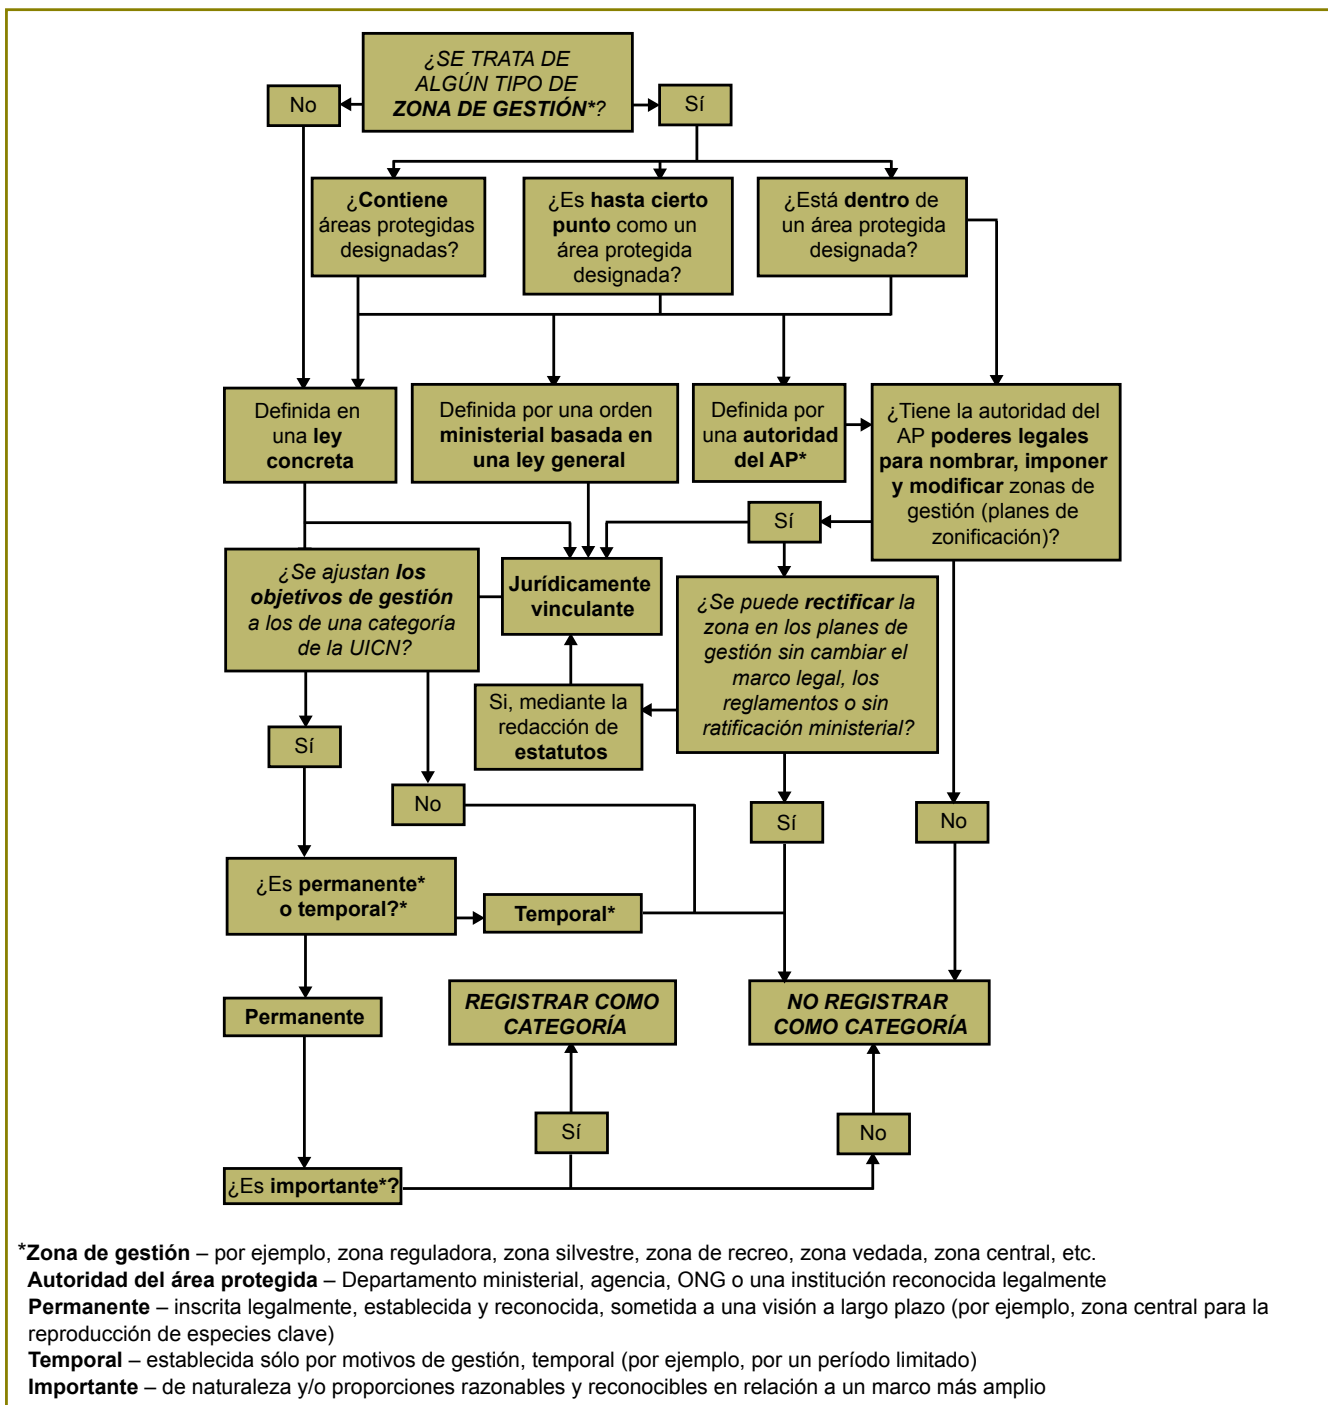 ¿SE TRATA DE
ALGÚN TIPO DE
ZONA DE GESTIÓN*?
No
Sí
¿Contiene
áreas protegidas
designadas?
¿Es hasta cierto
punto como un
área protegida
designada?
¿Está dentro de
un área protegida
designada?
Definida en
una ley
concreta
Definida por una orden
ministerial basada en
una ley general
Definida por
una autoridad
del AP*
¿Tiene la autoridad del
AP poderes legales
para nombrar, imponer
y modificar zonas de
gestión (planes de
zonificación)?
Sí
¿Se ajustan los
objetivos de gestión
a los de una categoría
de la UICN?
Jurídicamente
vinculante
¿Se puede rectificar la
zona en los planes de
gestión sin cambiar el
marco legal, los
reglamentos o sin
ratificación ministerial?
Si, mediante la
redacción de
estatutos
Sí
No
Sí
No
¿Es permanente*
o temporal?*
Temporal*
Permanente
REGISTRAR COMO
CATEGORÍA
NO REGISTRAR
COMO CATEGORÍA
Sí
No
¿Es importante*?
*Zona de gestión – por ejemplo, zona reguladora, zona silvestre, zona de recreo, zona vedada, zona central, etc.
Autoridad del área protegida – Departamento ministerial, agencia, ONG o una institución reconocida legalmente
Permanente – inscrita legalmente, establecida y reconocida, sometida a una visión a largo plazo (por ejemplo, zona central para la
reproducción de especies clave)
Temporal – establecida sólo por motivos de gestión, temporal (por ejemplo, por un período limitado)
Importante – de naturaleza y/o proporciones razonables y reconocibles en relación a un marco más amplio